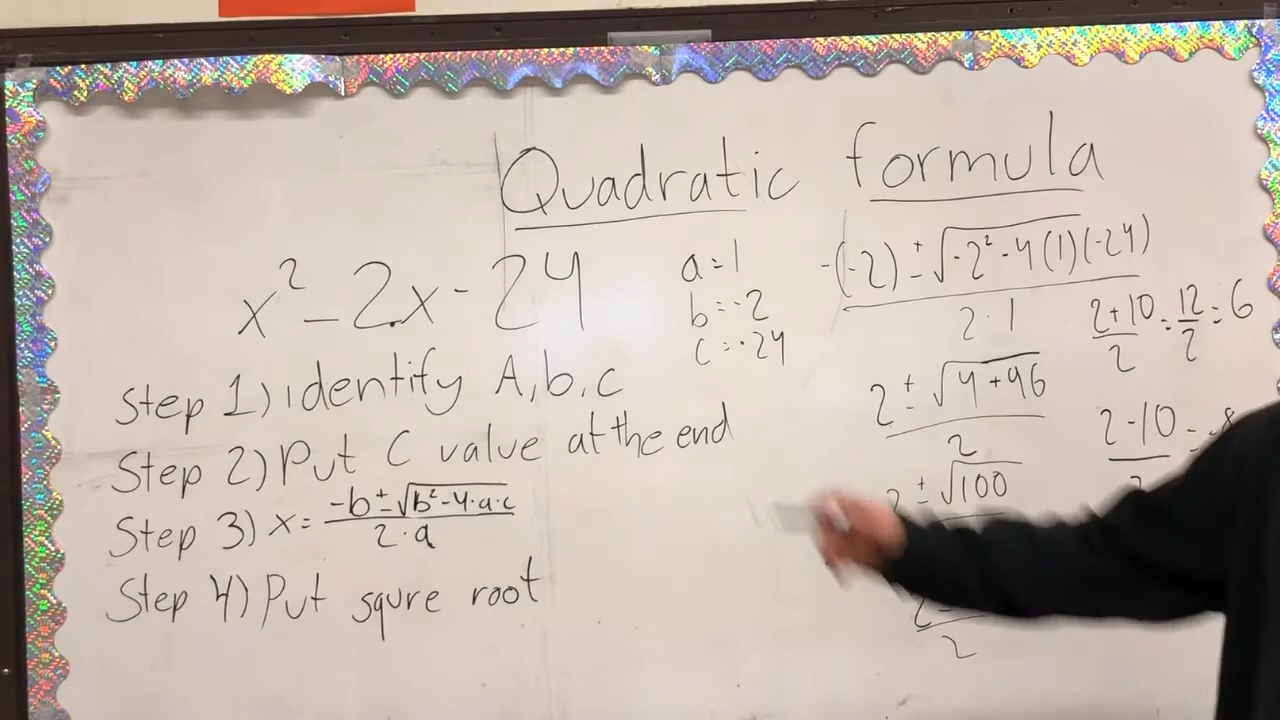 Quadratic formula
x² - 2x - 24
a = 1
b = -2
c = -24
Step 1) identify A, b, c
Step 2) Put C value at the end
Step 3) x = (-b ± √(b² - 4·a·c)) / (2·a)
Step 4) Put squre root
(-(-2) ± √(-2² - 4(1)(-24))) / (2·1)
(2 ± √(4+96)) / 2
2 ± √100
2
(2+10)/2 = 12/2 = 6
2-10 = -8